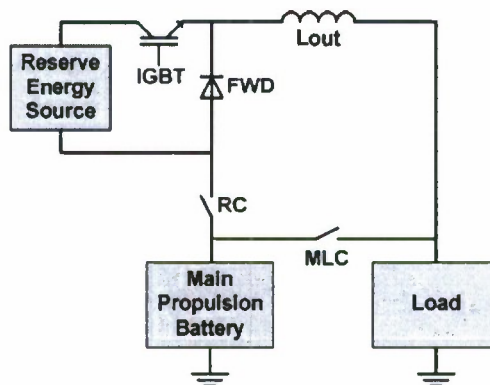 Reserve
Energy
Source
IGBT
FWD
Lout
RC
MLC
Main
Propulsion
Battery
Load